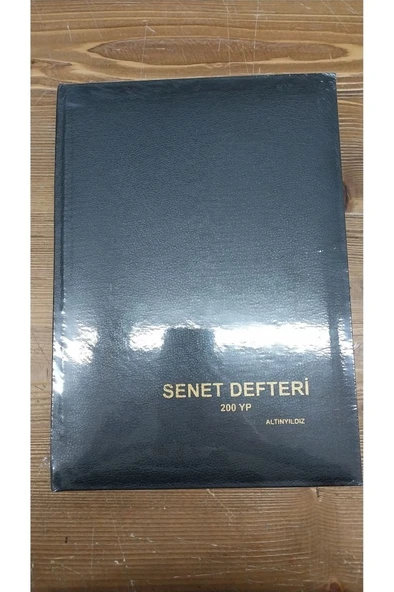 SENET DEFTERİ
200 YP
ALTINYILDIZ